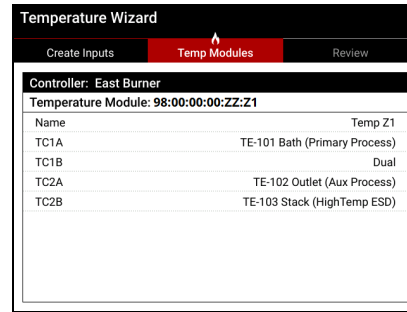 Temperature Wizard
Create Inputs
Temp Modules
Review
Controller: East Burner
Temperature Module: 98:00:00:00:ZZ:Z1
Name Temp Z1
TC1A TE-101 Bath (Primary Process)
TC1B Dual
TC2A TE-102 Outlet (Aux Process)
TC2B TE-103 Stack (HighTemp ESD)